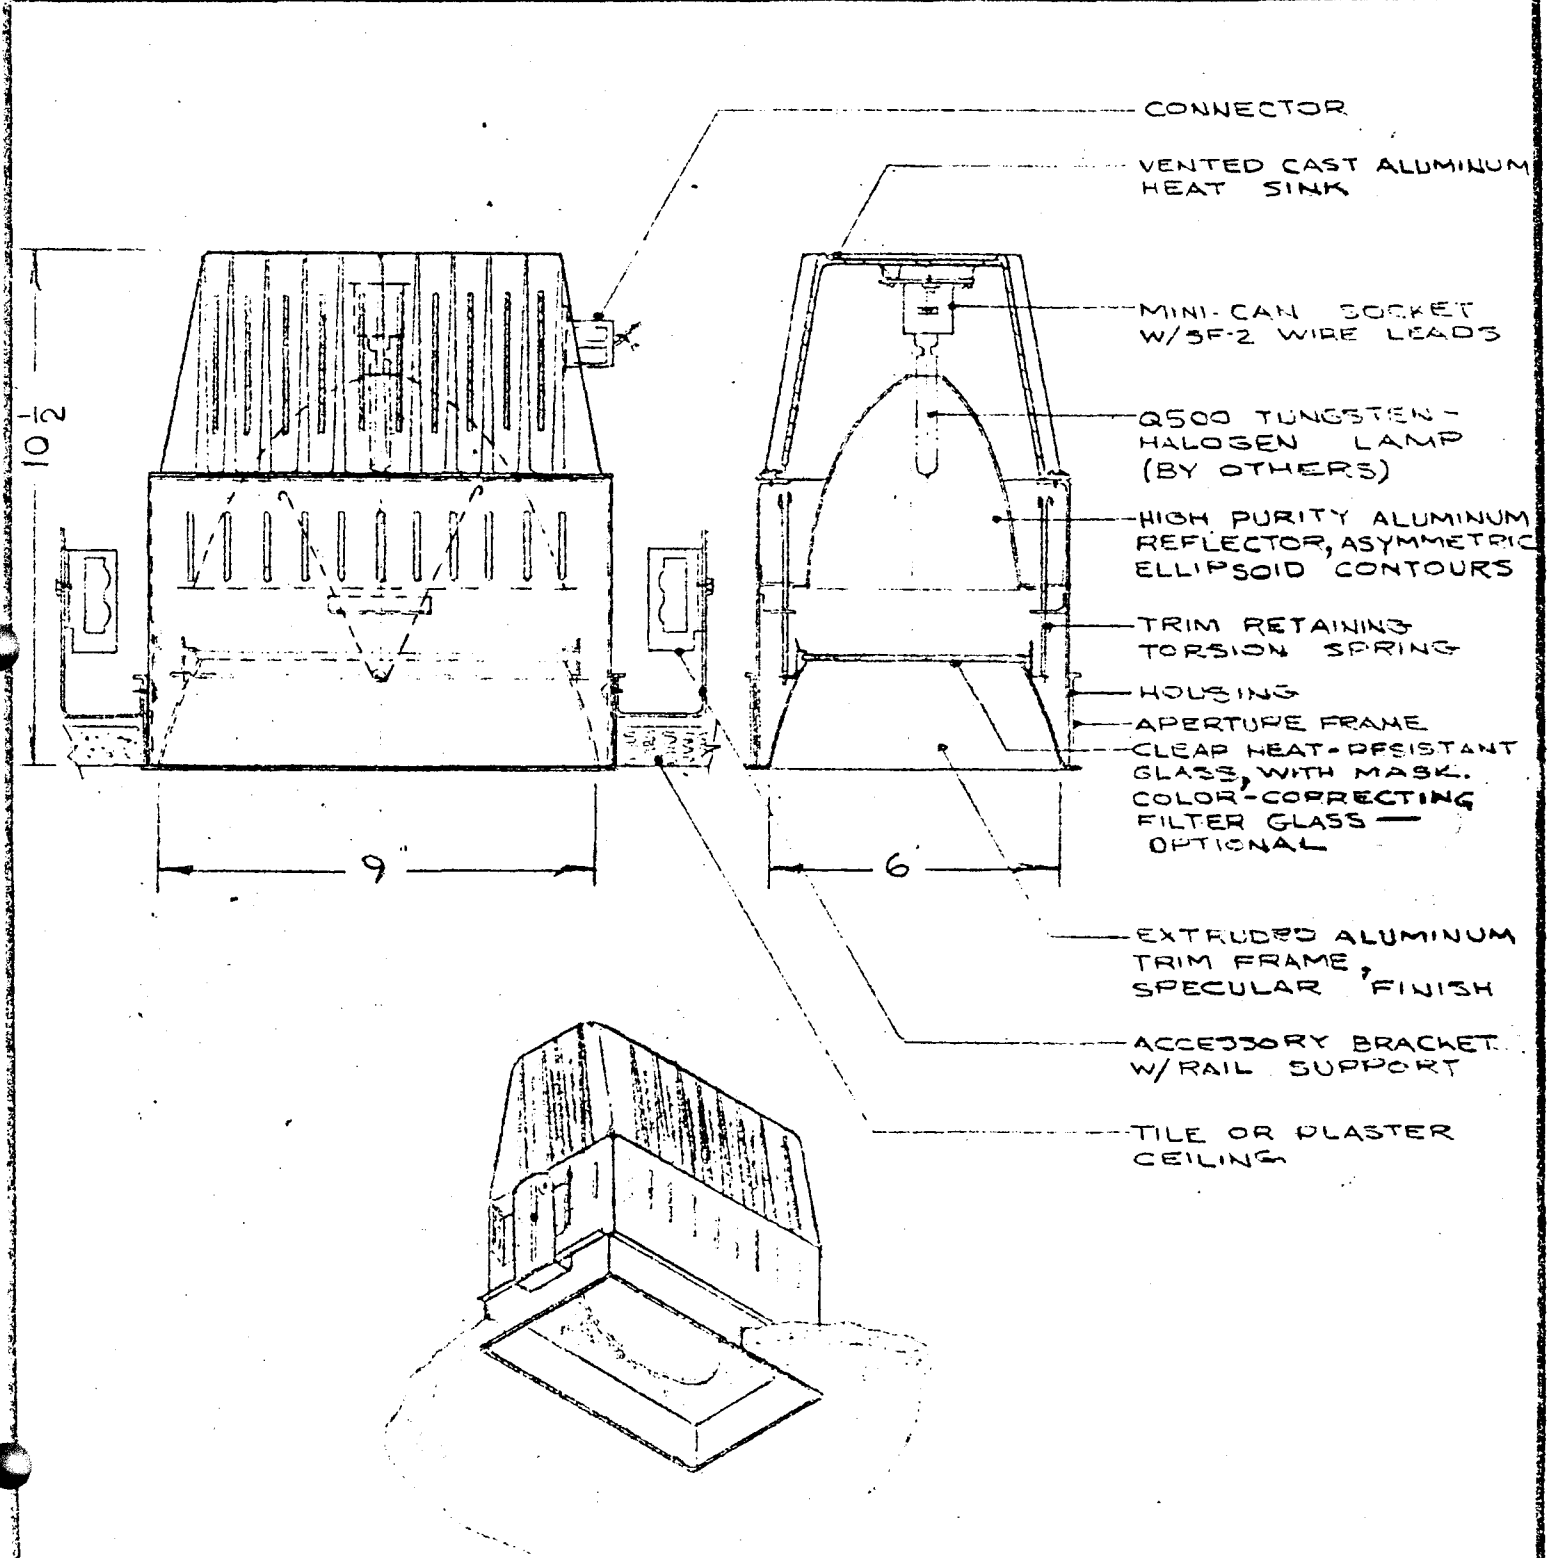 CONNECTOR
VENTED CAST ALUMINUM
HEAT SINK
MINI-CAN SOCKET
W/SF-2 WIRE LEADS
Q500 TUNGSTEN-
HALOGEN LAMP
(BY OTHERS)
HIGH PURITY ALUMINUM
REFLECTOR, ASYMMETRIC
ELLIPSOID CONTOURS
TRIM RETAINING
TORSION SPRING
HOUSING
APERTURE FRAME
CLEAR HEAT-RESISTANT
GLASS, WITH MASK.
COLOR-CORRECTING
FILTER GLASS —
OPTIONAL
EXTRUDED ALUMINUM
TRIM FRAME,
SPECULAR FINISH
ACCESSORY BRACKET
W/RAIL SUPPORT
TILE OR PLASTER
CEILING
10 1/2
9"
6"